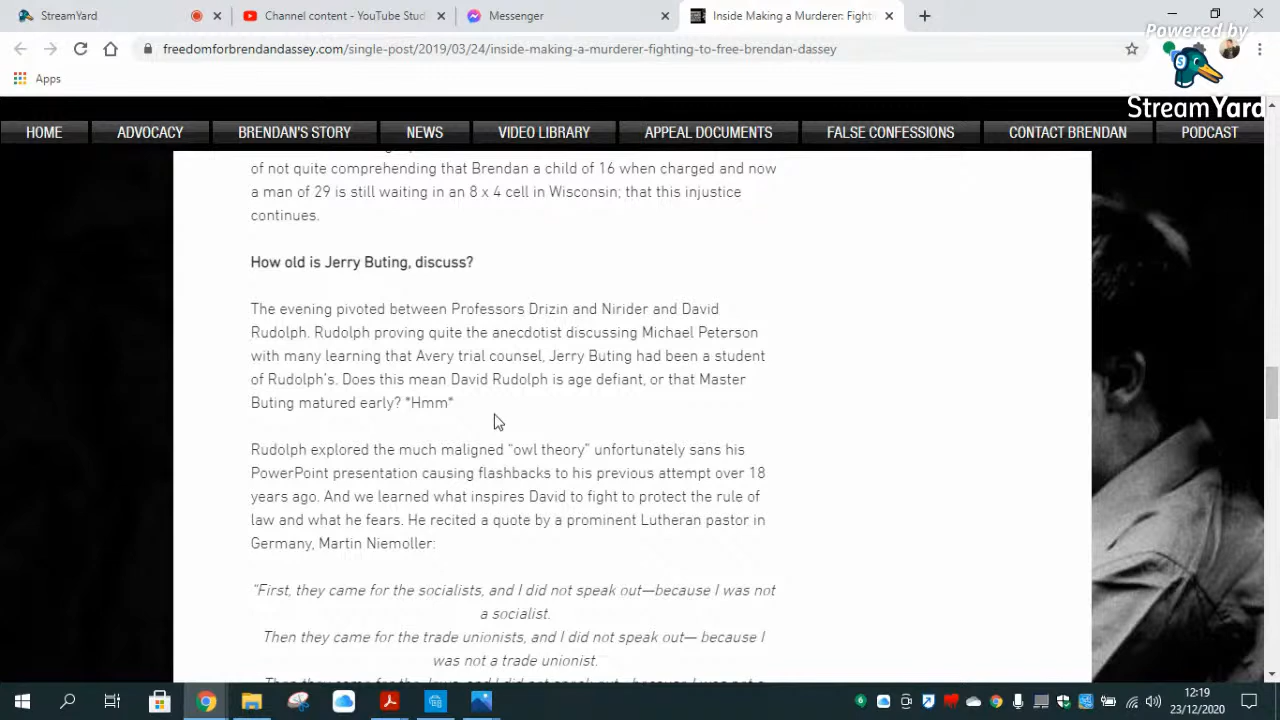 StreamYard
Channel content - YouTube Stud
Messenger
Inside Making a Murderer: Fighti
freedomforbrendandassey.com/single-post/2019/03/24/inside-making-a-murderer-fighting-to-free-brendan-dassey
Powered by
StreamYard
Apps
HOME
ADVOCACY
BRENDAN'S STORY
NEWS
VIDEO LIBRARY
APPEAL DOCUMENTS
FALSE CONFESSIONS
CONTACT BRENDAN
PODCAST
of not quite comprehending that Brendan a child of 16 when charged and now
a man of 29 is still waiting in an 8 x 4 cell in Wisconsin; that this injustice
continues.
How old is Jerry Buting, discuss?
The evening pivoted between Professors Drizin and Nirider and David
Rudolph. Rudolph proving quite the anecdotist discussing Michael Peterson
with many learning that Avery trial counsel, Jerry Buting had been a student
of Rudolph's. Does this mean David Rudolph is age defiant, or that Master
Buting matured early? *Hmm*
Rudolph explored the much maligned "owl theory" unfortunately sans his
PowerPoint presentation causing flashbacks to his previous attempt over 18
years ago. And we learned what inspires David to fight to protect the rule of
law and what he fears. He recited a quote by a prominent Lutheran pastor in
Germany, Martin Niemoller:
"First, they came for the socialists, and I did not speak out—because I was not
a socialist.
Then they came for the trade unionists, and I did not speak out— because I
was not a trade unionist.
12:19
23/12/2020